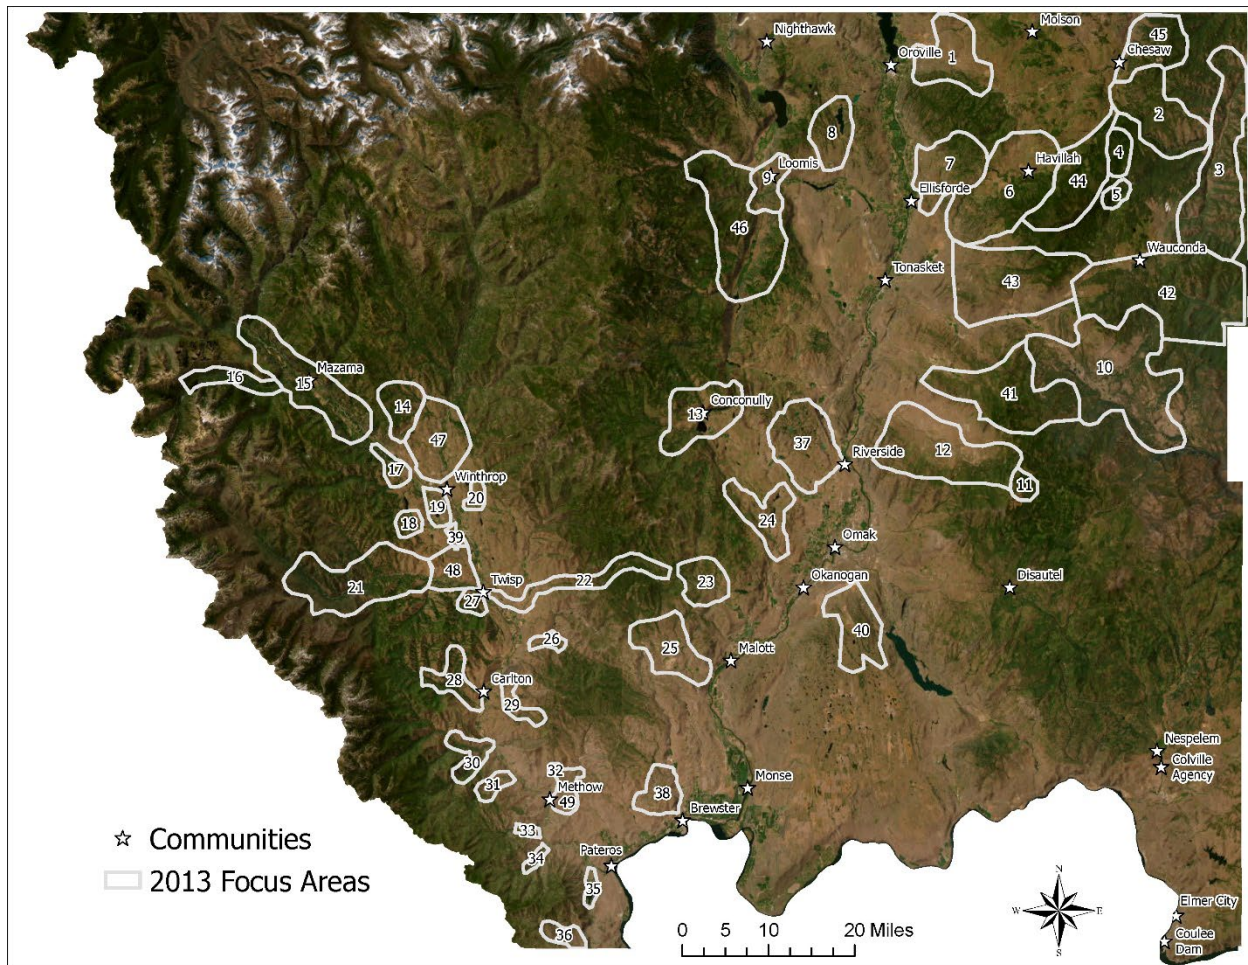 Molson
Nighthawk
45
Chesaw
1
Oroville
2
8
4
7
3
Loomis
9
Havillah
44
6
5
Ellisforde
46
Wauconda
Tonasket
43
42
10
16
Mazama
15
14
41
Conconully
13
47
37
12
Riverside
17
11
Winthrop
20
19
24
18
39
Omak
48
22
21
Twisp
23
Okanogan
Disautel
27
40
26
25
Malott
28
Carlton
29
Nespelem
30
32
Colville
Agency
31
Methow
49
38
Monse
Brewster
33
Communities
34
Pateros
2013 Focus Areas
35
N
W
E
S
Elmer City
0 5 10 20 Miles
36
Coulee
Dam